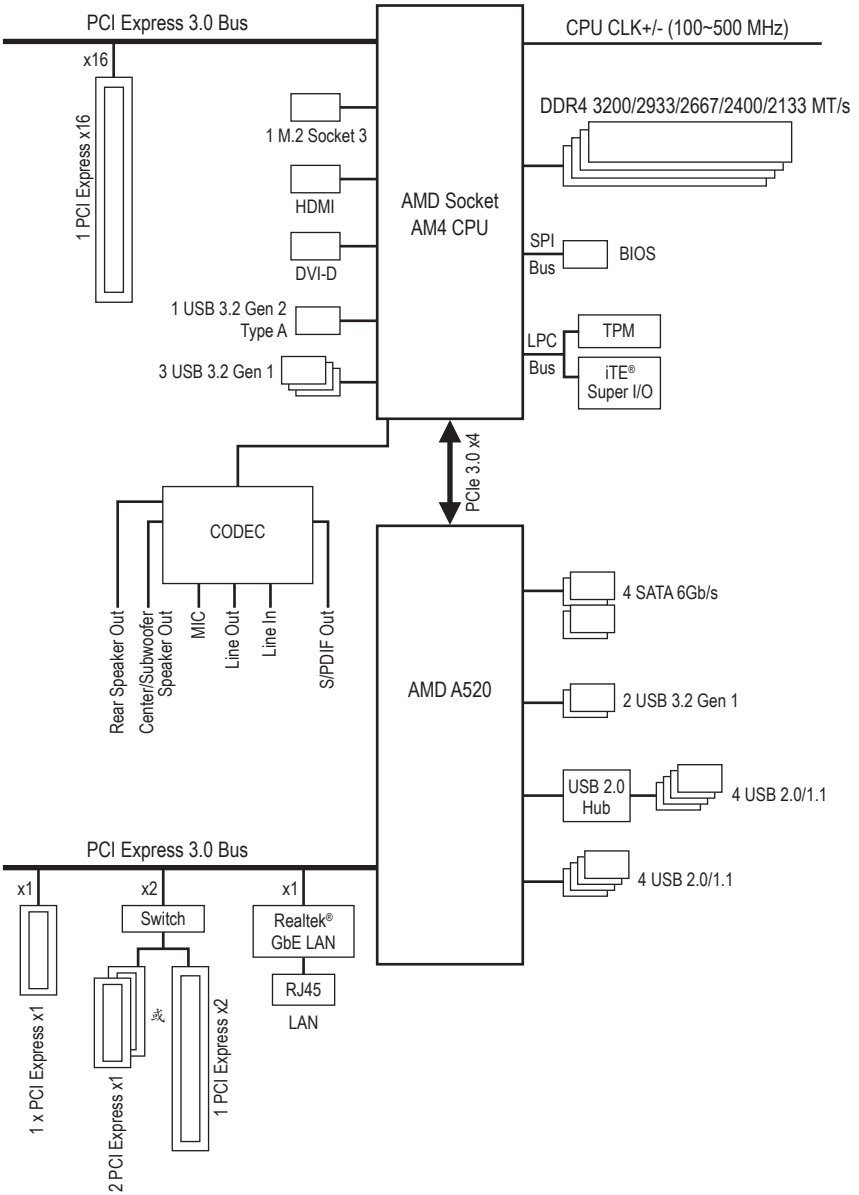 PCI Express 3.0 Bus
CPU CLK+/- (100~500 MHz)
x16
1 PCI Express x16
DDR4 3200/2933/2667/2400/2133 MT/s
1 M.2 Socket 3
HDMI
DVI-D
1 USB 3.2 Gen 2
Type A
3 USB 3.2 Gen 1
AMD Socket
AM4 CPU
SPI
Bus
BIOS
LPC
Bus
TPM
iTE®
Super I/O
PCIe 3.0 x4
CODEC
Rear Speaker Out
Center/Subwoofer
Speaker Out
MIC
Line Out
Line In
S/PDIF Out
AMD A520
4 SATA 6Gb/s
2 USB 3.2 Gen 1
USB 2.0
Hub
4 USB 2.0/1.1
4 USB 2.0/1.1
PCI Express 3.0 Bus
x1
x2
x1
Switch
Realtek®
GbE LAN
RJ45
LAN
1 x PCI Express x1
2 PCI Express x1
或
1 PCI Express x2